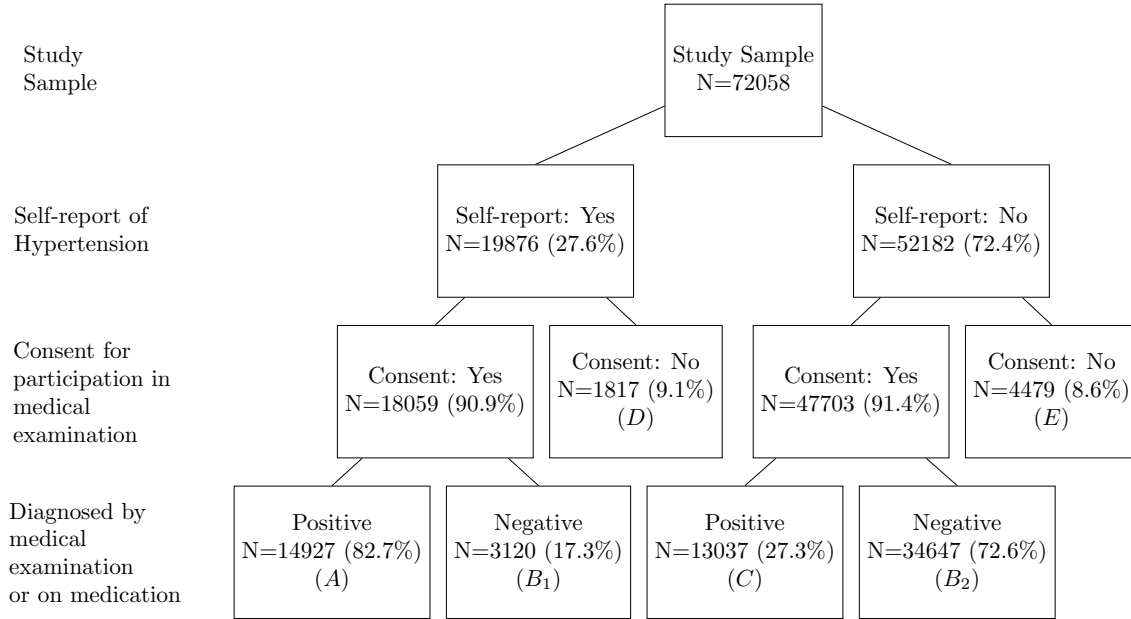 Study
Sample
Study Sample
N=72058
Self-report of
Hypertension
Self-report: Yes
N=19876 (27.6%)
Self-report: No
N=52182 (72.4%)
Consent for
participation in
medical
examination
Consent: Yes
N=18059 (90.9%)
Consent: No
N=1817 (9.1%)
(D)
Consent: Yes
N=47703 (91.4%)
Consent: No
N=4479 (8.6%)
(E)
Diagnosed by
medical
examination
or on medication
Positive
N=14927 (82.7%)
(A)
Negative
N=3120 (17.3%)
(B₁)
Positive
N=13037 (27.3%)
(C)
Negative
N=34647 (72.6%)
(B₂)